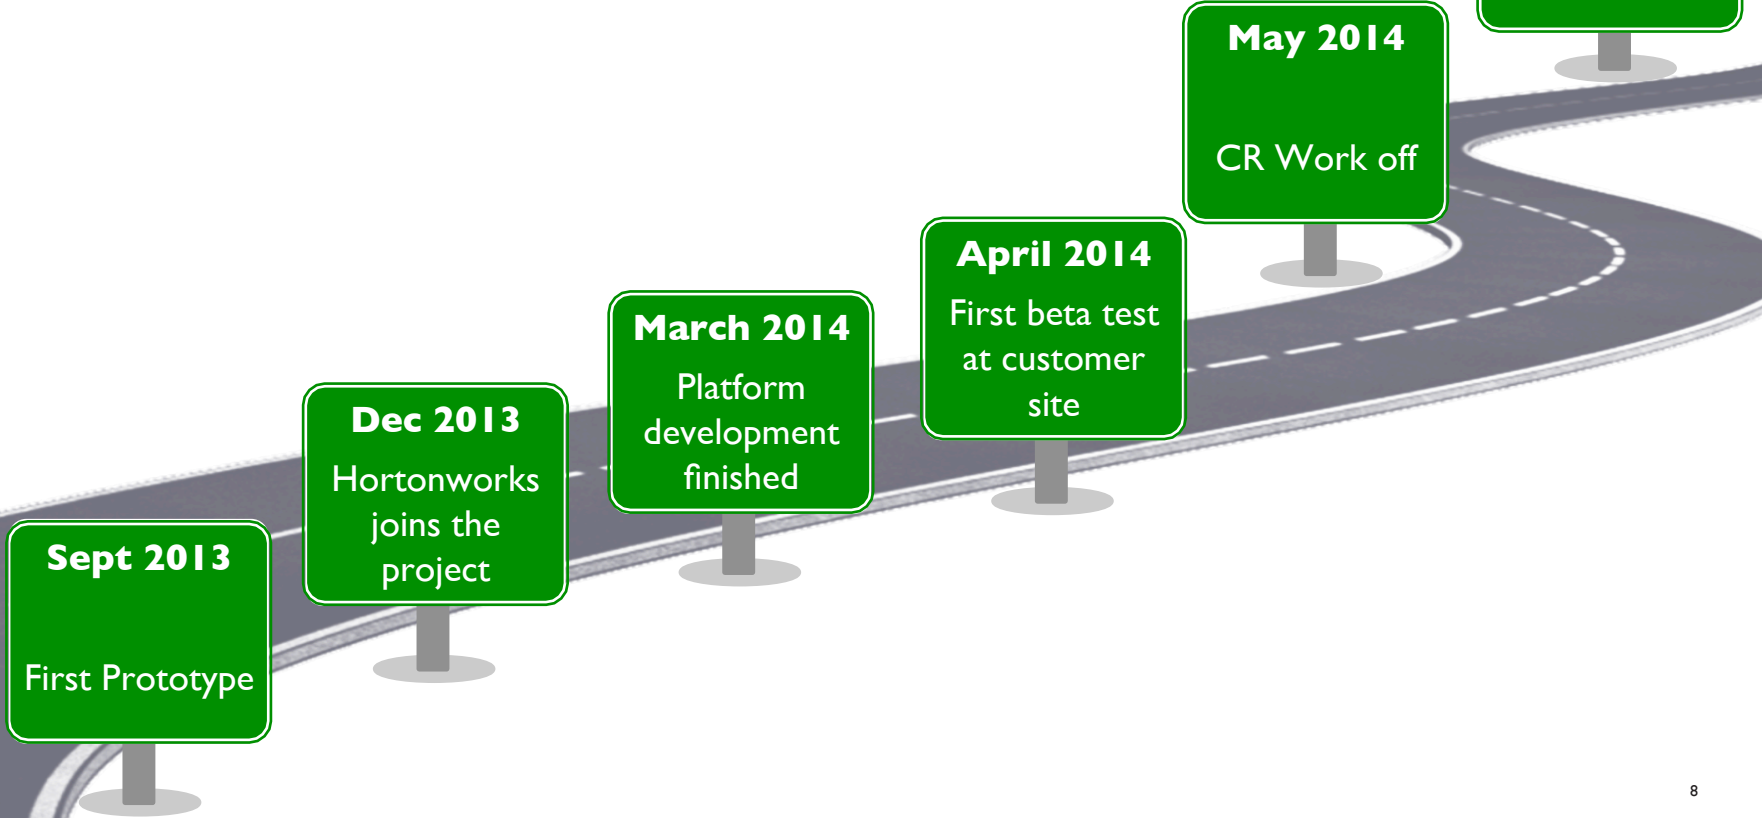 Sept 2013
First Prototype
Dec 2013
Hortonworks
joins the
project
March 2014
Platform
development
finished
April 2014
First beta test
at customer
site
May 2014
CR Work off
8